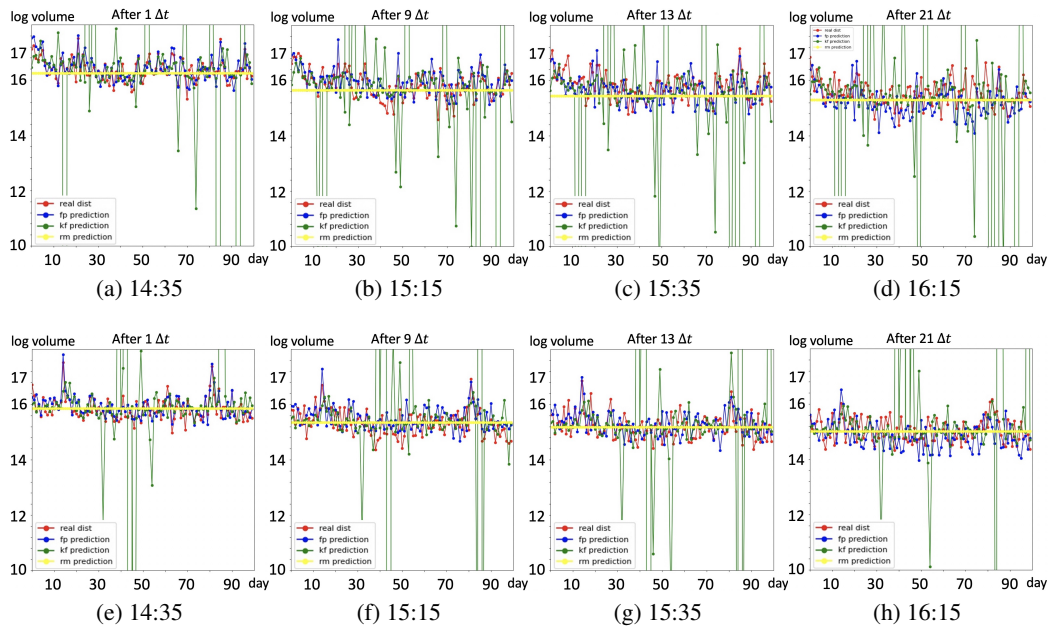 log volume After 1 Δt
17
16
14
12
10
real dist
fp prediction
kf prediction
rm prediction
10 30 50 70 90 day
(a) 14:35
log volume After 9 Δt
17
16
14
12
10
real dist
fp prediction
kf prediction
rm prediction
10 30 50 70 90 day
(b) 15:15
log volume After 13 Δt
17
16
14
12
10
real dist
fp prediction
kf prediction
rm prediction
10 30 50 70 90 day
(c) 15:35
log volume After 21 Δt
17
16
14
12
10
real dist
fp prediction
kf prediction
rm prediction
10 30 50 70 90 day
(d) 16:15
log volume After 1 Δt
17
16
14
12
10
real dist
fp prediction
kf prediction
rm prediction
10 30 50 70 90 day
(e) 14:35
log volume After 9 Δt
17
16
14
12
10
real dist
fp prediction
kf prediction
rm prediction
10 30 50 70 90 day
(f) 15:15
log volume After 13 Δt
17
16
14
12
10
real dist
fp prediction
kf prediction
rm prediction
10 30 50 70 90 day
(g) 15:35
log volume After 21 Δt
17
16
14
12
10
real dist
fp prediction
kf prediction
rm prediction
10 30 50 70 90 day
(h) 16:15